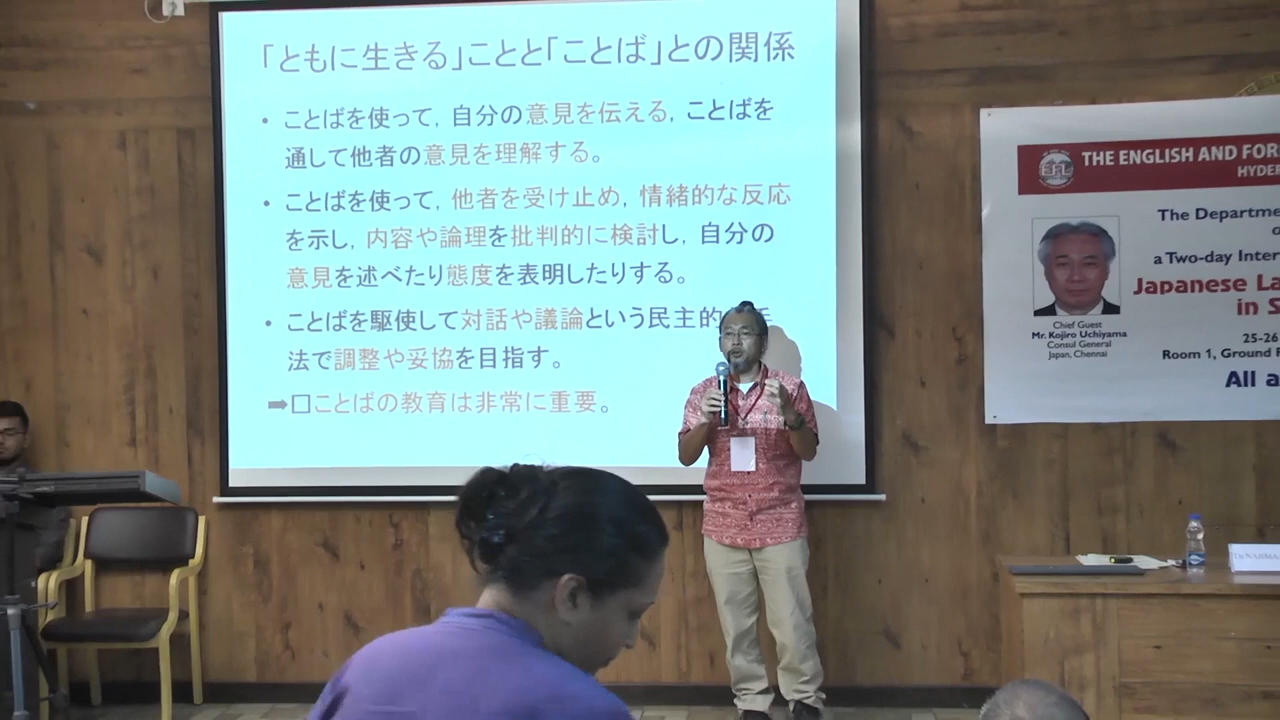 「ともに生きる」ことと「ことば」との関係
• ことばを使って, 自分の意見を伝える, ことばを
通して他者の意見を理解する。
• ことばを使って, 他者を受け止め, 情緒的な反応
を示し, 内容や論理を批判的に検討し, 自分の
意見を述べたり態度を表明したりする。
• ことばを駆使して対話や議論という民主的
法で調整や妥協を目指す。
➡□ことばの教育は非常に重要。
THE ENGLISH AND
HYDER
The Departme
a Two-day Inter
Japanese La
in S
25-26
Room 1, Ground
All a
Chief Guest
Mr. Kojiro Uchiyama
Consul General
Japan, Chennai